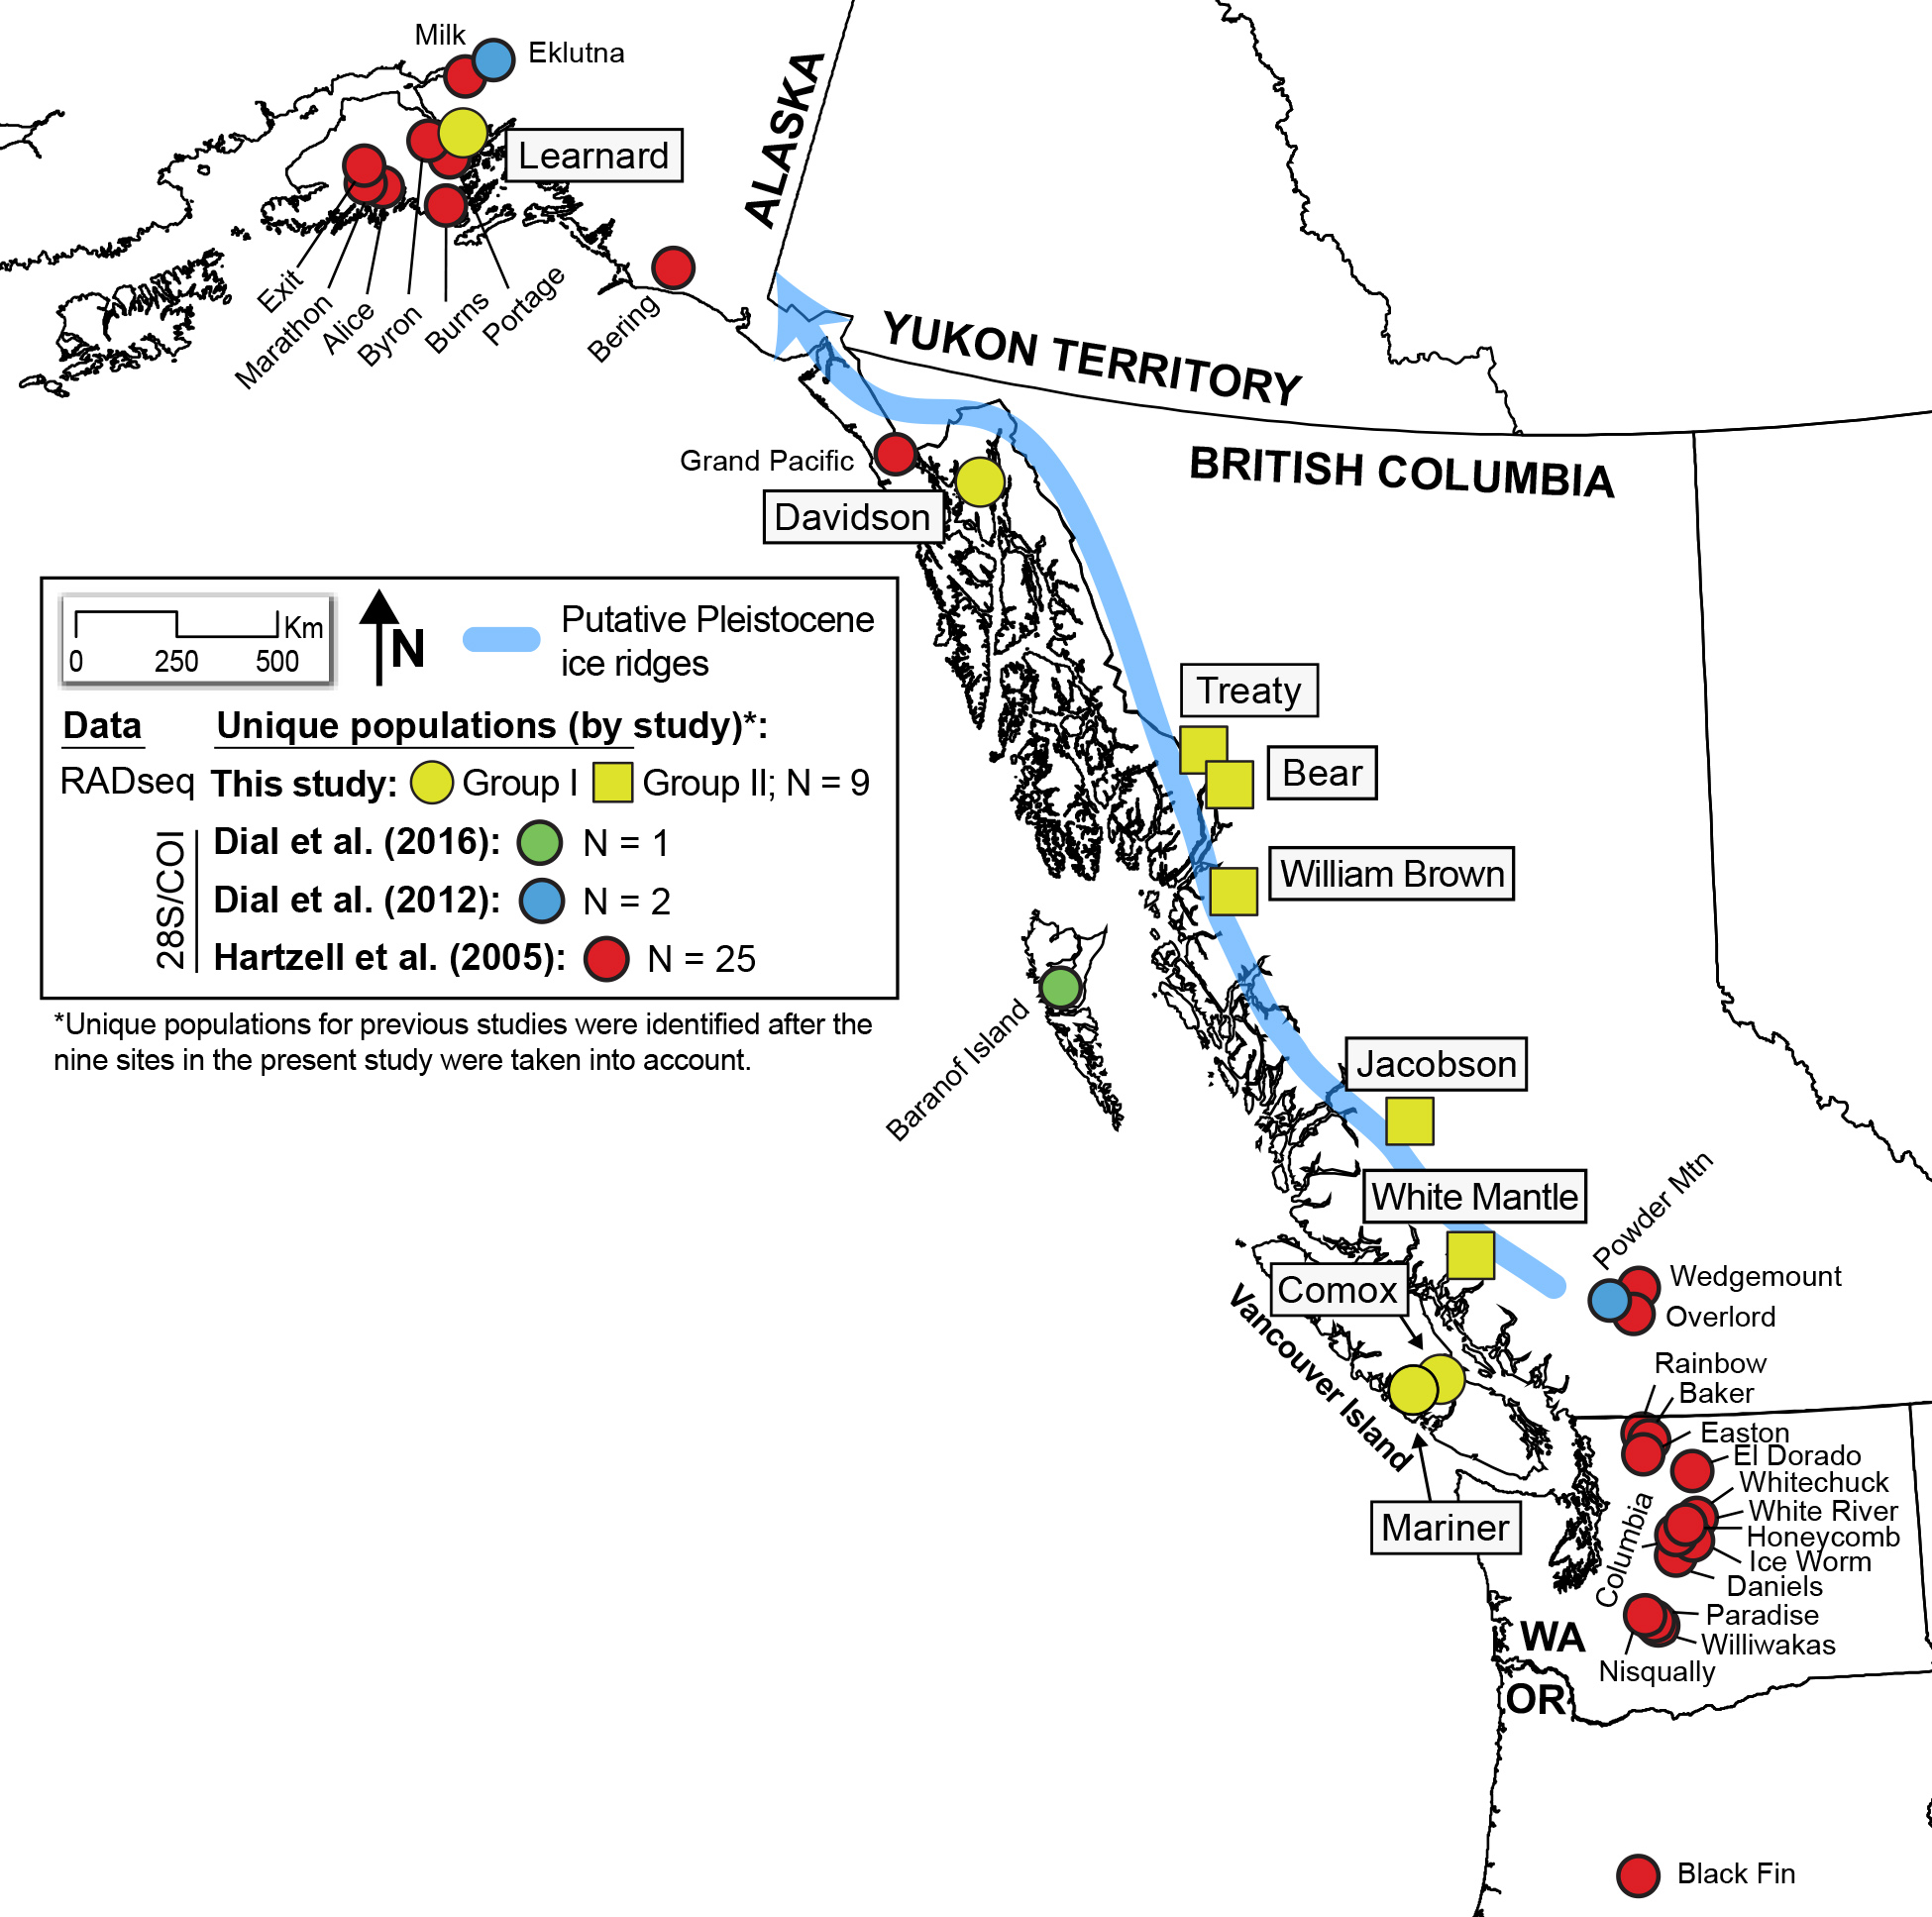 Milk
Eklutna
Learnard
ALASKA
Exit
Marathon
Alice
Byron
Burns
Portage
Bering
YUKON TERRITORY
BRITISH COLUMBIA
Grand Pacific
Davidson
Km
0 250 500
N
Putative Pleistocene
ice ridges
Data Unique populations (by study)*:
RADseq This study: Group I Group II; N = 9
28S/COI
Dial et al. (2016): N = 1
Dial et al. (2012): N = 2
Hartzell et al. (2005): N = 25
*Unique populations for previous studies were identified after the
nine sites in the present study were taken into account.
Treaty
Bear
William Brown
Baranof Island
Jacobson
White Mantle
Powder Mtn
Wedgemount
Overlord
Comox
Vancouver Island
Mariner
Rainbow
Baker
Easton
El Dorado
Whitechuck
White River
Honeycomb
Ice Worm
Daniels
Columbia
Paradise
Williwakas
Nisqually
WA
OR
Black Fin